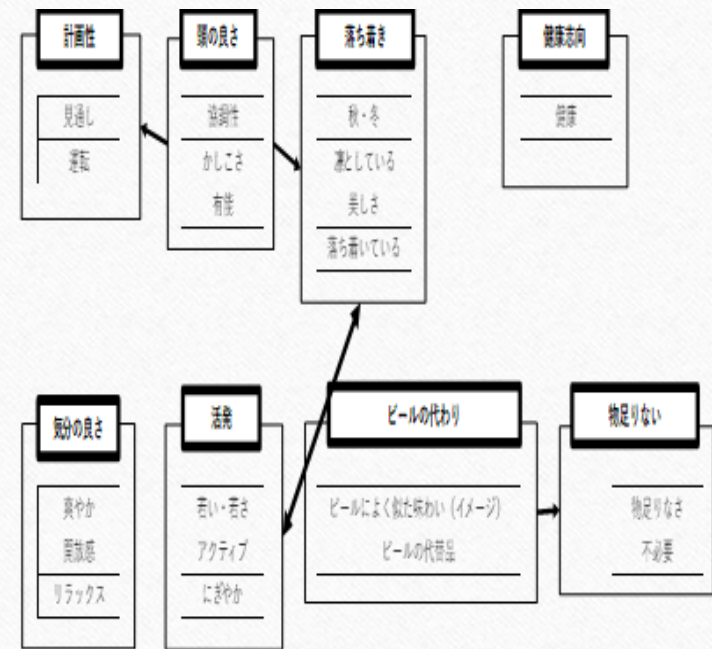 計画性
見通し
運転
頭の良さ
協調性
かしこさ
有能
落ち着き
秋・冬
凛としている
美しさ
落ち着いている
健康志向
健康
気分の良さ
爽やか
開放感
リラックス
活発
若い・若さ
アクティブ
にぎやか
ビールの代わり
ビールによく似た味わい（イメージ）
ビールの代替品
物足りない
物足りなさ
不必要